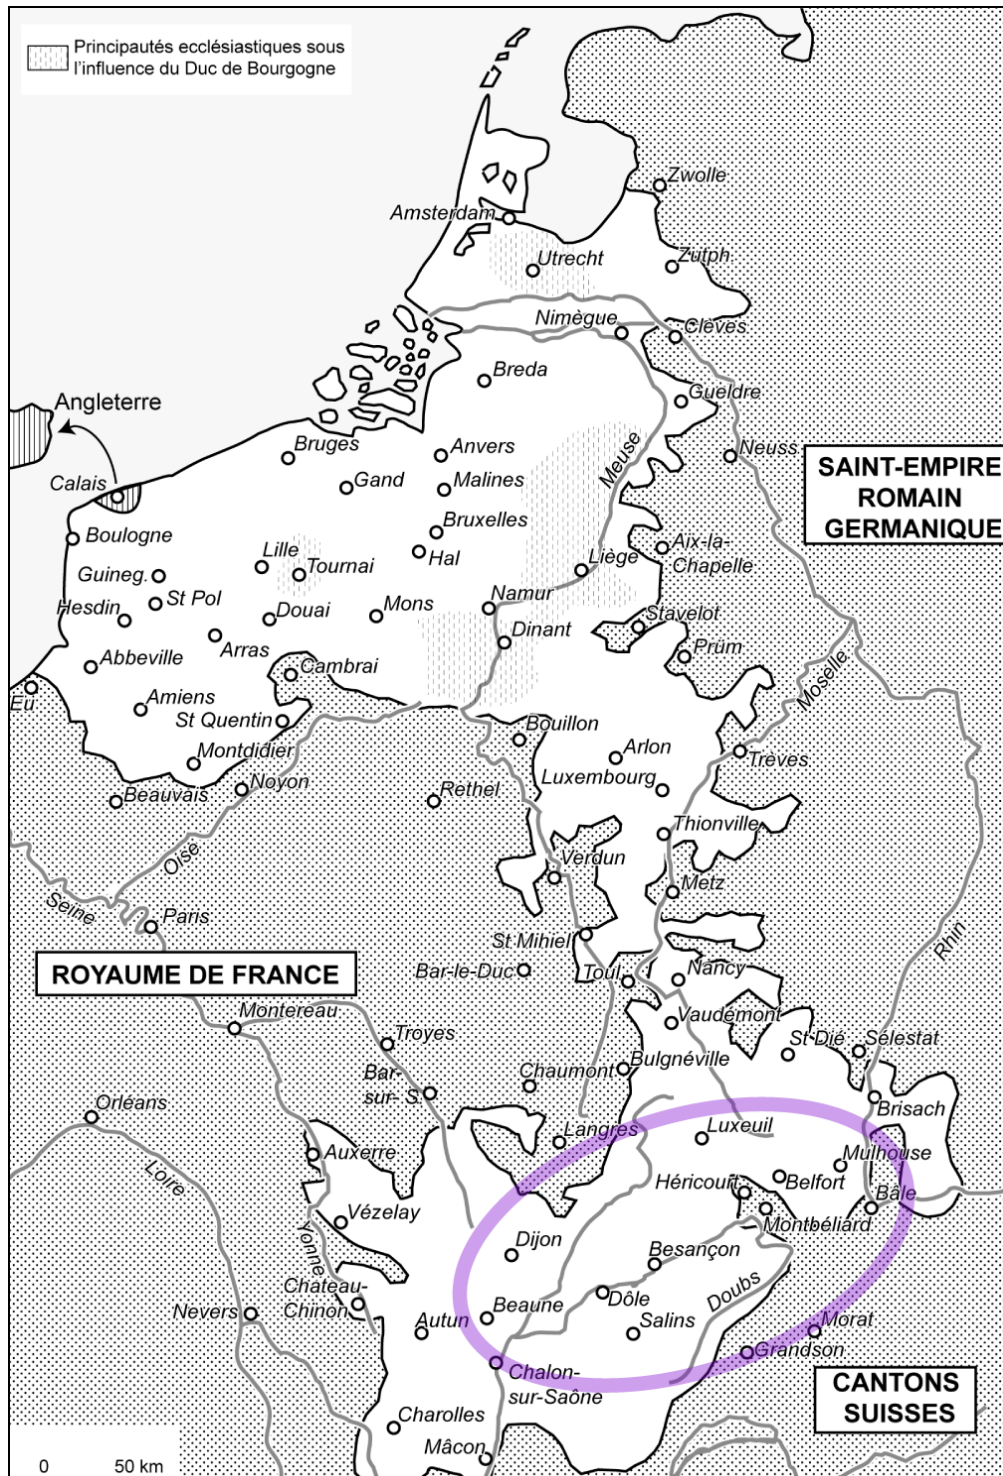 Principautés ecclésiastiques sous
l'influence du Duc de Bourgogne
Zwolle
Amsterdam
Utrecht
Zutph.
Nimègue
Clèves
Breda
Gueldre
Angleterre
Bruges
Anvers
Meuse
Neuss
SAINT-EMPIRE
ROMAIN
GERMANIQUE
Calais
Gand
Malines
Boulogne
Bruxelles
Lille
Hal
Aix-la-
Chapelle
Guineg.
Tournai
Liège
Hesdin
St Pol
Douai
Mons
Namur
Stavelot
Arras
Dinant
Prüm
Abbeville
Cambrai
Moselle
Eu
Amiens
St Quentin
Bouillon
Montdidier
Arlon
Trèves
Beauvais
Noyon
Rethel
Luxembourg
Thionville
Oise
Verdun
Seine
Metz
Paris
St Mihiel
Rhin
ROYAUME DE FRANCE
Bar-le-Duc
Toul
Nancy
Montereau
Vaudémont
Troyes
St Dié
Sélestat
Bar-
sur- S.
Chaumont
Bulgnéville
Orléans
Brisach
Langres
Luxeuil
Auxerre
Mulhouse
Loire
Héricourt
Belfort
Bâle
Vézelay
Montbéliard
Yonne
Dijon
Besançon
Chateau-
Chinon
Nevers
Beaune
Dôle
Doubs
Autun
Salins
Morat
Grandson
Chalon-
sur-Saône
CANTONS
SUISSES
Charolles
Mâcon
0 50 km